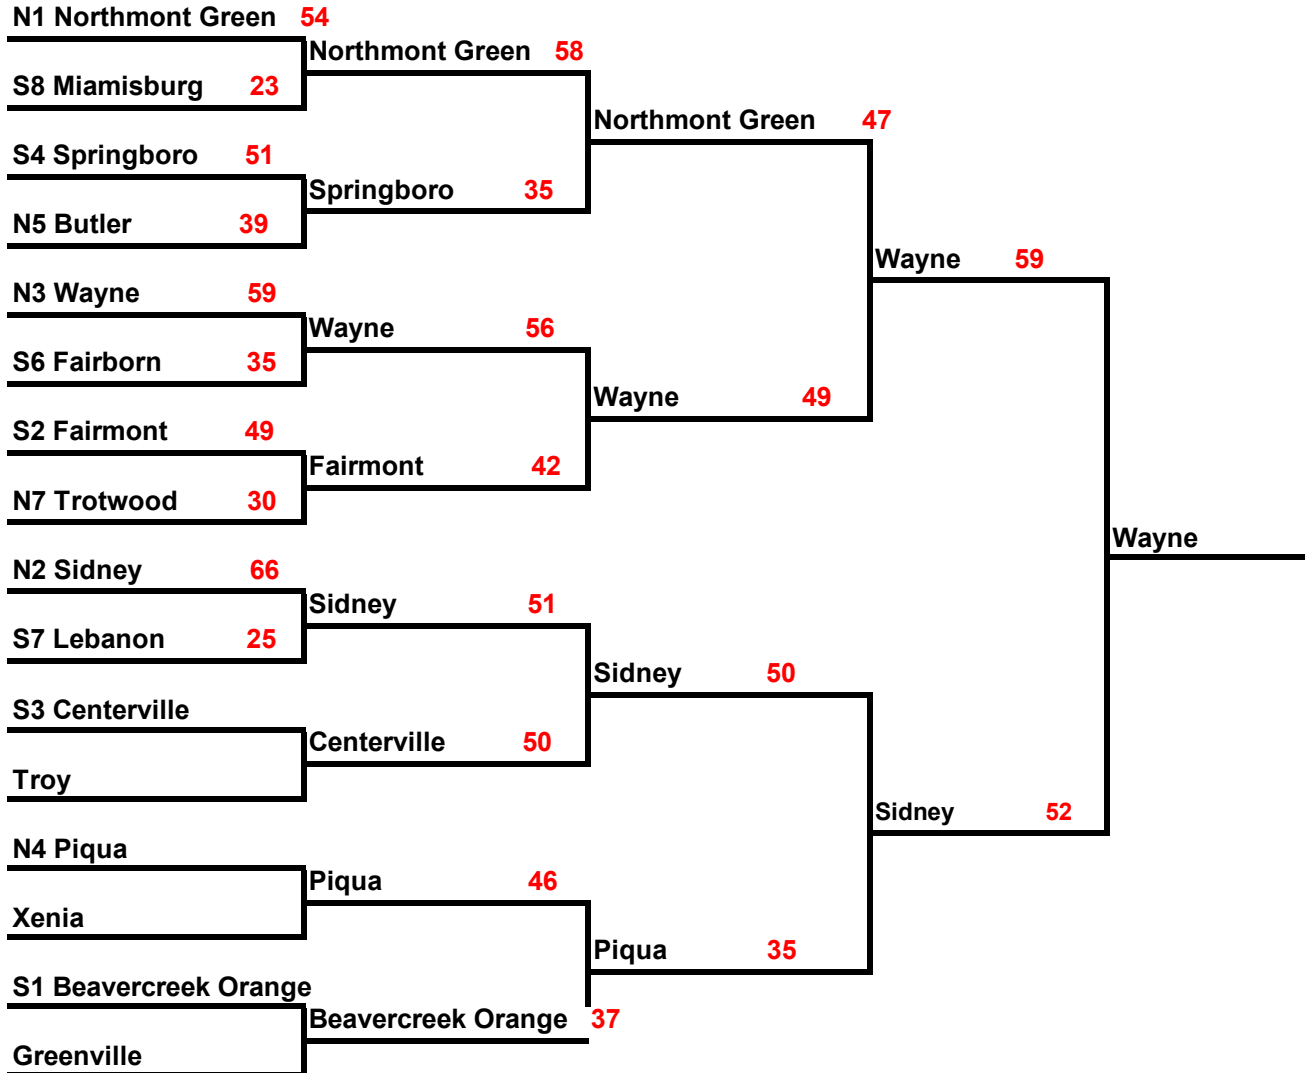 N1 Northmont Green 54
Northmont Green 58
S8 Miamisburg 23
Northmont Green 47
S4 Springboro 51
Springboro 35
N5 Butler 39
Wayne 59
N3 Wayne 59
Wayne 56
S6 Fairborn 35
Wayne 49
S2 Fairmont 49
Fairmont 42
N7 Trotwood 30
Wayne
N2 Sidney 66
Sidney 51
S7 Lebanon 25
Sidney 50
S3 Centerville
Centerville 50
Troy
Sidney 52
N4 Piqua
Piqua 46
Xenia
Piqua 35
S1 Beavercreek Orange
Beavercreek Orange 37
Greenville